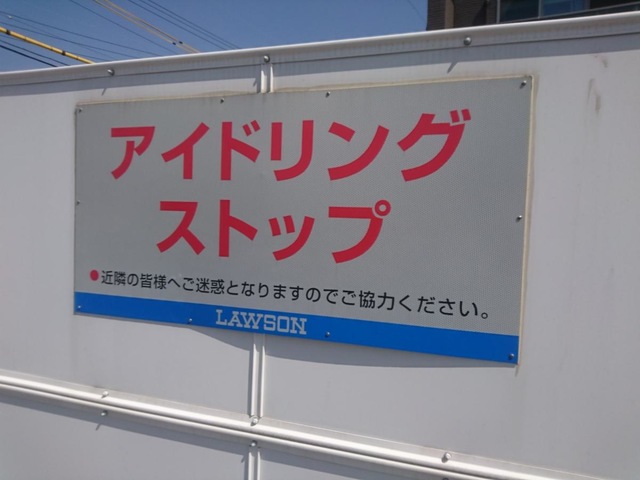 アイドリング
ストップ
●近隣の皆様へご迷惑となりますのでご協力ください。
LAWSON